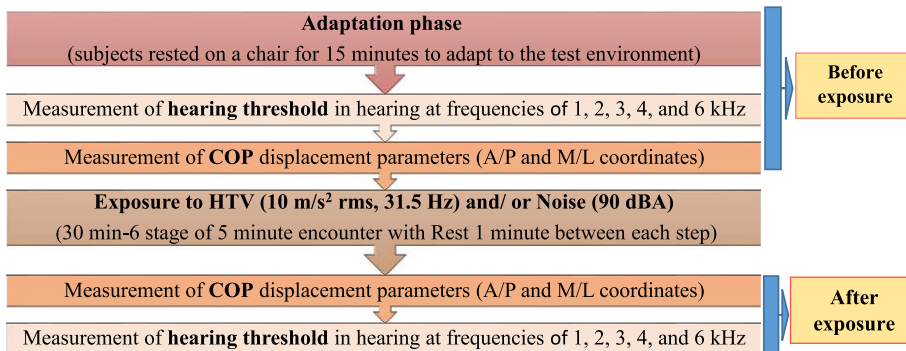 Adaptation phase
(subjects rested on a chair for 15 minutes to adapt to the test environment)
Measurement of hearing threshold in hearing at frequencies of 1, 2, 3, 4, and 6 kHz
Measurement of COP displacement parameters (A/P and M/L coordinates)
Before
exposure
Exposure to HTV (10 m/s² rms, 31.5 Hz) and/ or Noise (90 dBA)
(30 min-6 stage of 5 minute encounter with Rest 1 minute between each step)
Measurement of COP displacement parameters (A/P and M/L coordinates)
Measurement of hearing threshold in hearing at frequencies of 1, 2, 3, 4, and 6 kHz
After
exposure